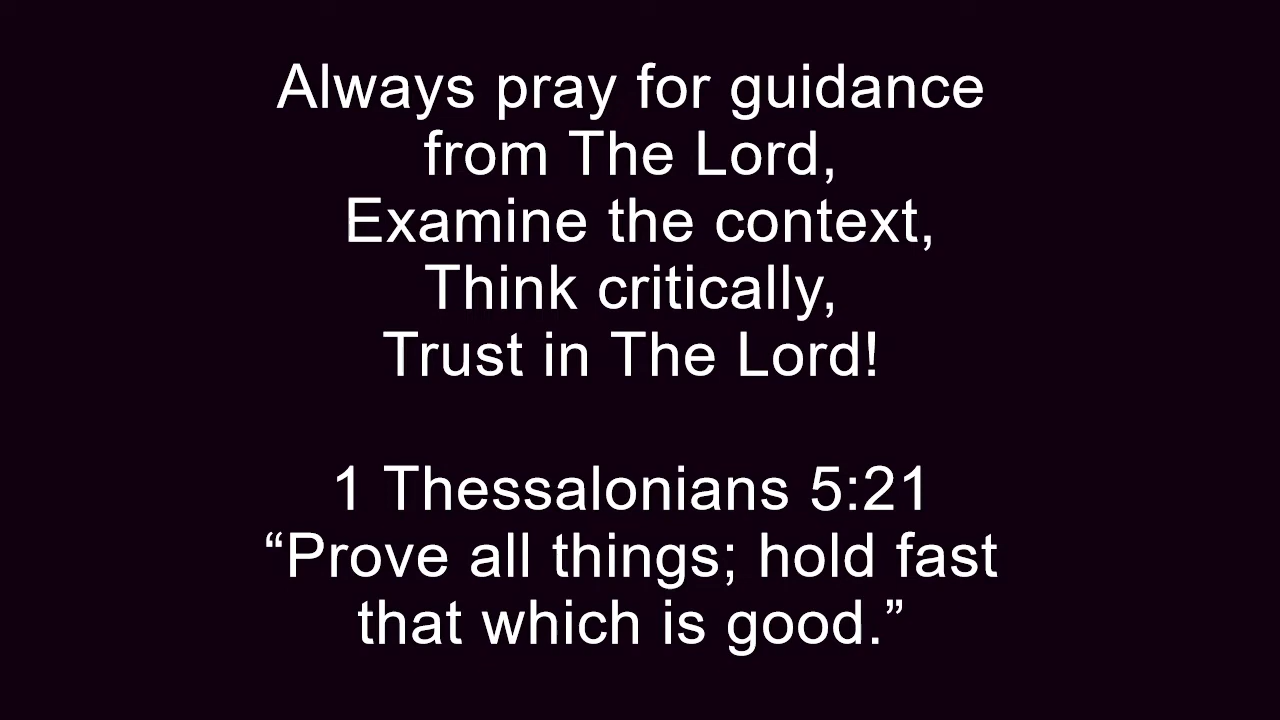 Always pray for guidance
from The Lord,
Examine the context,
Think critically,
Trust in The Lord!
1 Thessalonians 5:21
“Prove all things; hold fast
that which is good.”